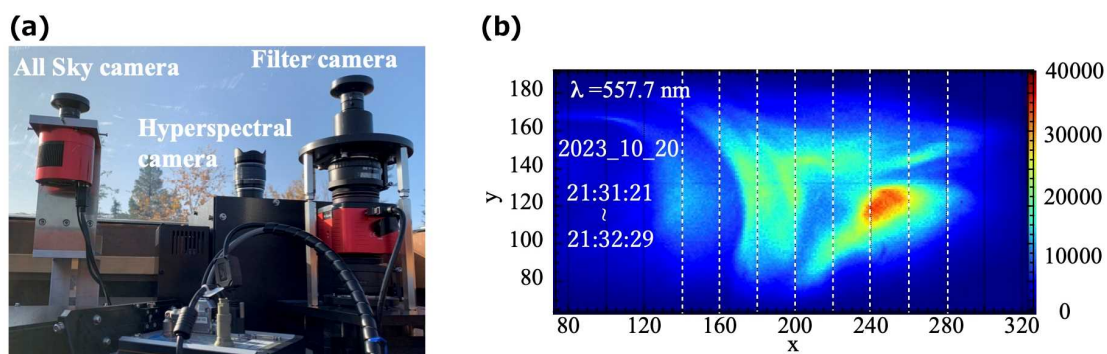 (a)
All Sky camera
Filter camera
Hyperspectral
camera
(b)
λ =557.7 nm
2023_10_20
21:31:21
~
21:32:29
180
160
140
120
100
80
y
80
120
160
200
240
280
320
x
40000
30000
20000
10000
0